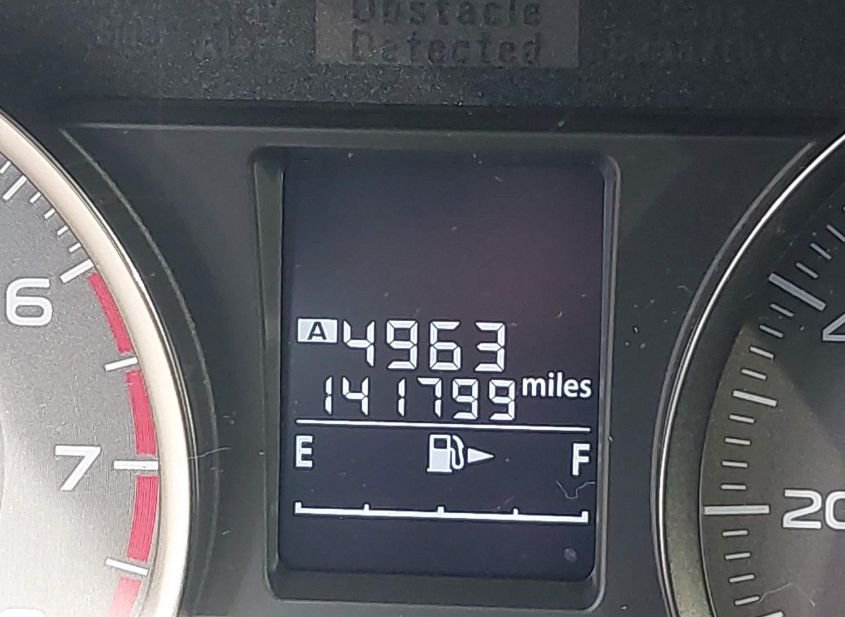 Obstacle
Detected
6
A 4963
141799 miles
E F
7
20